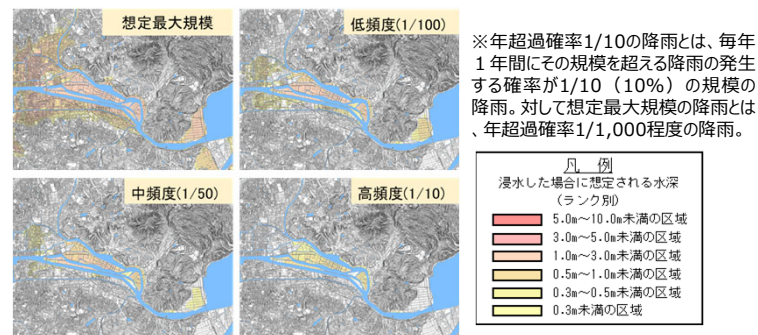 想定最大規模
低頻度(1/100)
中頻度(1/50)
高頻度(1/10)
※年超過確率1/10の降雨とは、毎年
1年間にその規模を超える降雨の発生
する確率が1/10（10%）の規模の
降雨。対して想定最大規模の降雨とは
、年超過確率1/1,000程度の降雨。
凡 例
浸水した場合に想定される水深
(ランク別)
5.0m～10.0m未満の区域
3.0m～5.0m未満の区域
1.0m～3.0m未満の区域
0.5m～1.0m未満の区域
0.3m～0.5m未満の区域
0.3m未満の区域